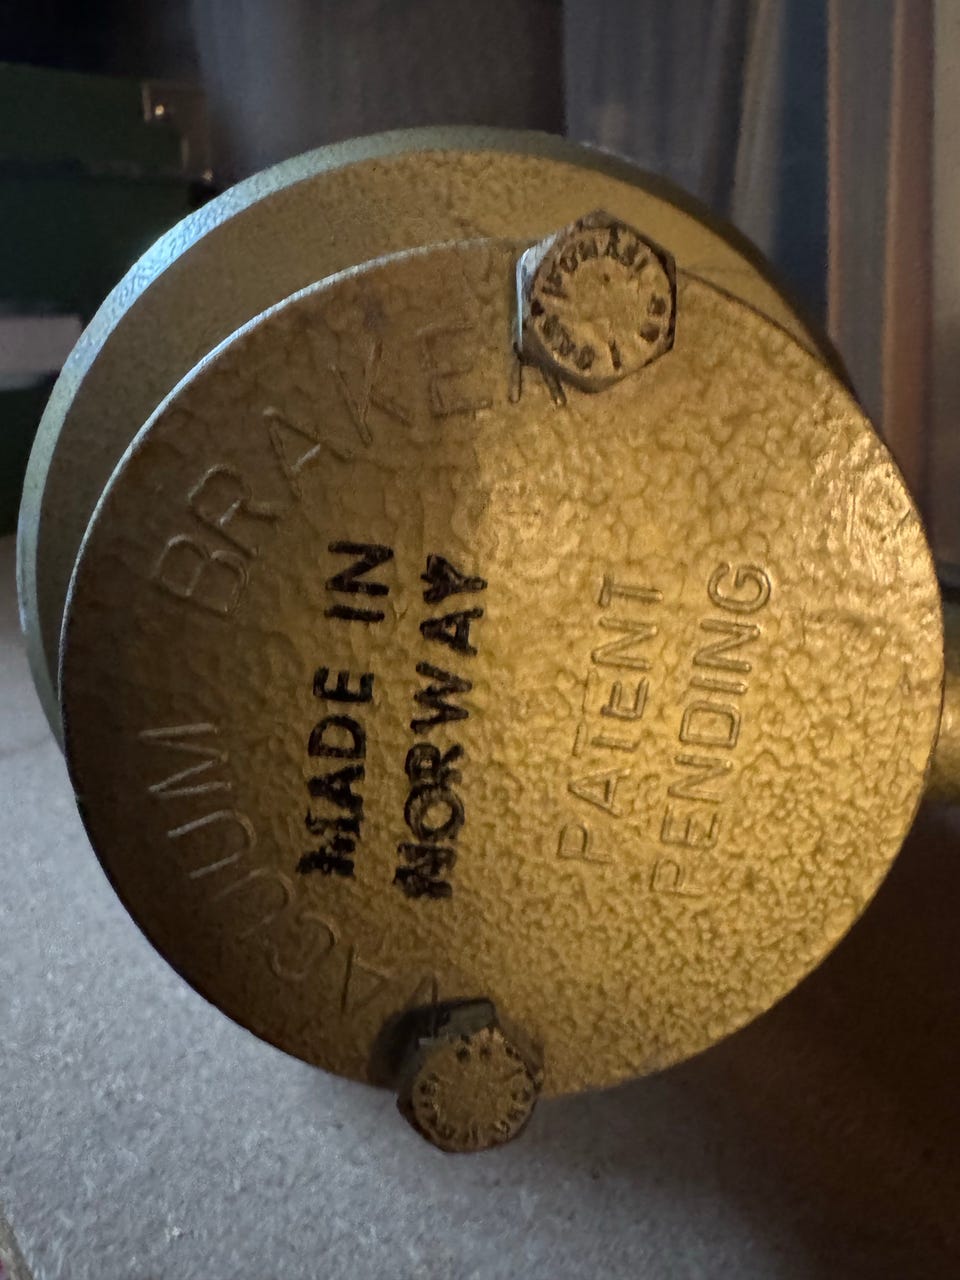 VACUUM BRAKE
MADE IN
NORWAY
PATENT
PENDING